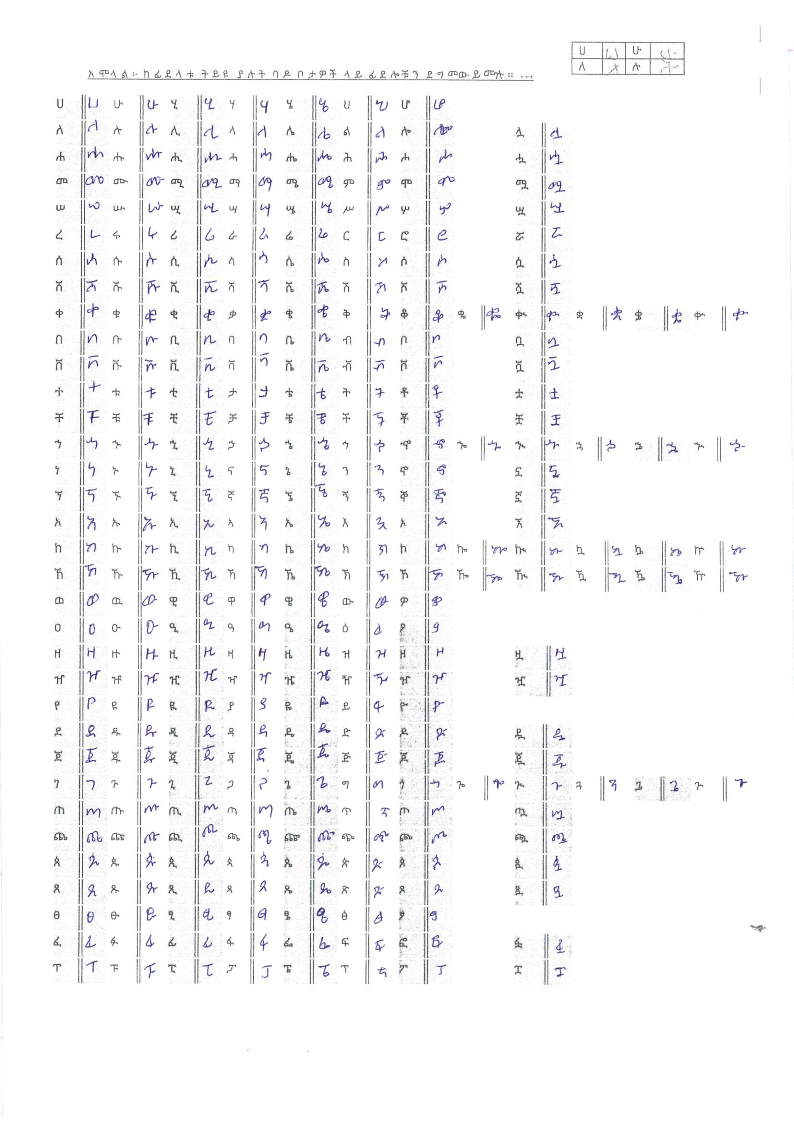 ሀ ሀ ሁ ሁ
ለ ለ ሉ ሉ
አሞላል፡- ከፊደላቱ ትይዩ ያሉት ባዶ ቦታዎች ላይ ፊደሎቹን ደግመው ይሙሉ። ...
ሀ ሀ ሁ ሁ ሂ ሂ ሃ ሃ ሄ ሄ ህ ህ ሆ ሆ
ለ ለ ሉ ሉ ሊ ሊ ላ ላ ሌ ሌ ል ል ሎ ሎ ሏ ሏ
ሐ ሐ ሑ ሑ ሒ ሒ ሓ ሓ ሔ ሔ ሕ ሕ ሖ ሖ ሗ ሗ
መ መ ሙ ሙ ሚ ሚ ማ ማ ሜ ሜ ም ም ሞ ሞ ሟ ሟ
ሠ ሠ ሡ ሡ ሢ ሢ ሣ ሣ ሤ ሤ ሥ ሥ ሦ ሦ ሧ ሧ
ረ ረ ሩ ሩ ሪ ሪ ራ ራ ሬ ሬ ር ር ሮ ሮ ሯ ሯ
ሰ ሰ ሱ ሱ ሲ ሲ ሳ ሳ ሴ ሴ ስ ስ ሶ ሶ ሷ ሷ
ሸ ሸ ሹ ሹ ሺ ሺ ሻ ሻ ሼ ሼ ሽ ሽ ሾ ሾ ሿ ሿ
ቀ ቀ ቁ ቁ ቂ ቂ ቃ ቃ ቄ ቄ ቅ ቅ ቆ ቆ ቈ ቈ ቊ ቊ ቋ ቋ ቌ ቌ ቍ ቍ
በ በ ቡ ቡ ቢ ቢ ባ ባ ቤ ቤ ብ ብ ቦ ቦ ቧ ቧ
ቨ ቨ ቩ ቩ ቪ ቪ ቫ ቫ ቬ ቬ ቭ ቭ ቮ ቮ ቯ ቯ
ተ ተ ቱ ቱ ቲ ቲ ታ ታ ቴ ቴ ት ት ቶ ቶ ቷ ቷ
ቸ ቸ ቹ ቹ ቺ ቺ ቻ ቻ ቼ ቼ ች ች ቾ ቾ ቿ ቿ
ኀ ኀ ኁ ኁ ኂ ኂ ኃ ኃ ኄ ኄ ኅ ኅ ኆ ኆ ኈ ኈ ኊ ኊ ኋ ኋ ኌ ኌ ኍ ኍ
ነ ነ ኑ ኑ ኒ ኒ ና ና ኔ ኔ ን ን ኖ ኖ ኗ ኗ
ኘ ኘ ኙ ኙ ኚ ኚ ኛ ኛ ኜ ኜ ኝ ኝ ኞ ኞ ኟ ኟ
አ አ ኡ ኡ ኢ ኢ ኣ ኣ ኤ ኤ እ እ ኦ ኦ ኧ ኧ
ከ ከ ኩ ኩ ኪ ኪ ካ ካ ኬ ኬ ክ ክ ኮ ኮ ኰ ኰ ኲ ኲ ኳ ኳ ኴ ኴ ኵ ኵ
ኸ ኸ ኹ ኹ ኺ ኺ ኻ ኻ ኼ ኼ ኽ ኽ ኾ ኾ ዀ ዀ ዂ ዂ ዃ ዃ ዄ ዄ ዅ ዅ
ወ ወ ዉ ዉ ዊ ዊ ዋ ዋ ዌ ዌ ው ው ዎ ዎ
ዐ ዐ ዑ ዑ ዒ ዒ ዓ ዓ ዔ ዔ ዕ ዕ ዖ ዖ
ዘ ዘ ዙ ዙ ዚ ዚ ዛ ዛ ዜ ዜ ዝ ዝ ዞ ዞ ዟ ዟ
ዠ ዠ ዡ ዡ ዢ ዢ ዣ ዣ ዤ ዤ ዥ ዥ ዦ ዦ ዧ ዧ
የ የ ዩ ዩ ዪ ዪ ያ ያ ዬ ዬ ይ ይ ዮ ዮ
ደ ደ ዱ ዱ ዲ ዲ ዳ ዳ ዴ ዴ ድ ድ ዶ ዶ ዷ ዷ
ጀ ጀ ጁ ጁ ጂ ጂ ጃ ጃ ጄ ጄ ጅ ጅ ጆ ጆ ጇ ጇ
ገ ገ ጉ ጉ ጊ ጊ ጋ ጋ ጌ ጌ ግ ግ ጎ ጎ ጐ ጐ ጒ ጒ ጓ ጓ ጔ ጔ ጕ ጕ
ጠ ጠ ጡ ጡ ጢ ጢ ጣ ጣ ጤ ጤ ጥ ጥ ጦ ጦ ጧ ጧ
ጨ ጨ ጩ ጩ ጪ ጪ ጫ ጫ ጬ ጬ ጭ ጭ ጮ ጮ ጯ ጯ
ጰ ጰ ጱ ጱ ጲ ጲ ጳ ጳ ጴ ጴ ጵ ጵ ጶ ጶ ጷ ጷ
ጸ ጸ ጹ ጹ ጺ ጺ ጻ ጻ ጼ ጼ ጽ ጽ ጾ ጾ ጿ ጿ
ፀ ፀ ፁ ፁ ፂ ፂ ፃ ፃ ፄ ፄ ፅ ፅ ፆ ፆ
ፈ ፈ ፉ ፉ ፊ ፊ ፋ ፋ ፌ ፌ ፍ ፍ ፎ ፎ ፏ ፏ
ፐ ፐ ፑ ፑ ፒ ፒ ፓ ፓ ፔ ፔ ፕ ፕ ፖ ፖ ፗ ፗ